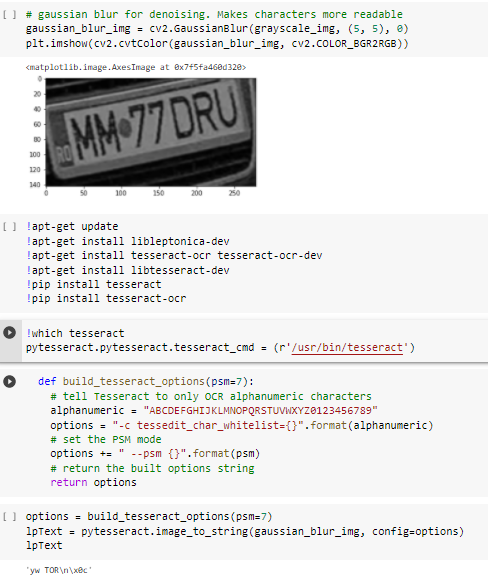 [ ] # gaussian blur for denoising. Makes characters more readable
gaussian_blur_img = cv2.GaussianBlur(grayscale_img, (5, 5), 0)
plt.imshow(cv2.cvtColor(gaussian_blur_img, cv2.COLOR_BGR2RGB))
<matplotlib.image.AxesImage at 0x7f5fa460d320>
0
20
40
60
80
100
120
140
RO MM 77 DRU
0 50 100 150 200 250
[ ] !apt-get update
!apt-get install libleptonica-dev
!apt-get install tesseract-ocr tesseract-ocr-dev
!apt-get install libtesseract-dev
!pip install tesseract
!pip install tesseract-ocr
!which tesseract
pytesseract.pytesseract.tesseract_cmd = (r'/usr/bin/tesseract')
def build_tesseract_options(psm=7):
# tell Tesseract to only OCR alphanumeric characters
alphanumeric = "ABCDEFGHIJKLMNOPQRSTUVWXYZ0123456789"
options = "-c tessedit_char_whitelist={}".format(alphanumeric)
# set the PSM mode
options += " --psm {}".format(psm)
# return the built options string
return options
[ ] options = build_tesseract_options(psm=7)
lpText = pytesseract.image_to_string(gaussian_blur_img, config=options)
lpText
'yw TOR\n\x0c'